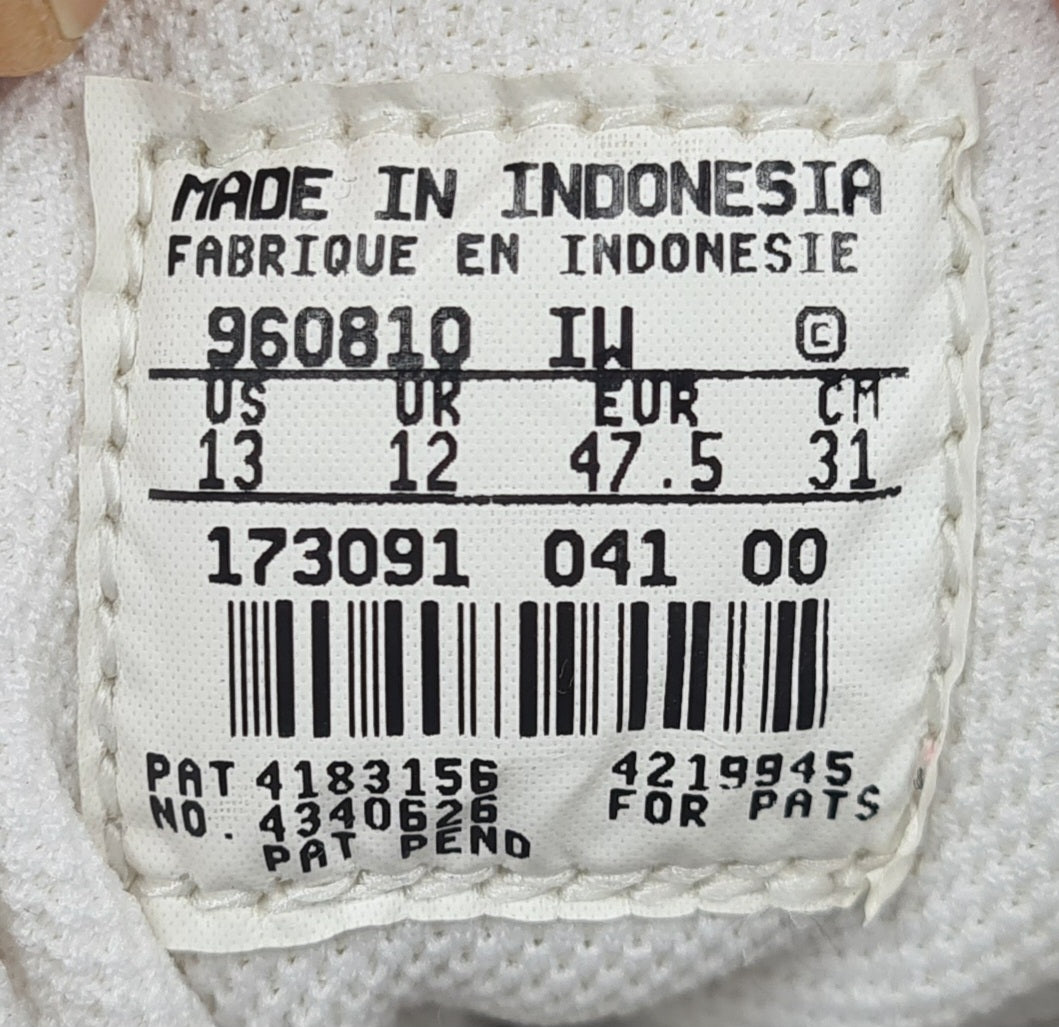 MADE IN INDONESIA
FABRIQUE EN INDONESIE
960810 IW ©
US UK EUR CM
13 12 47.5 31
173091 041 00
PAT 4183156 4219945
NO. 4340626 FOR PATS
PAT PEND